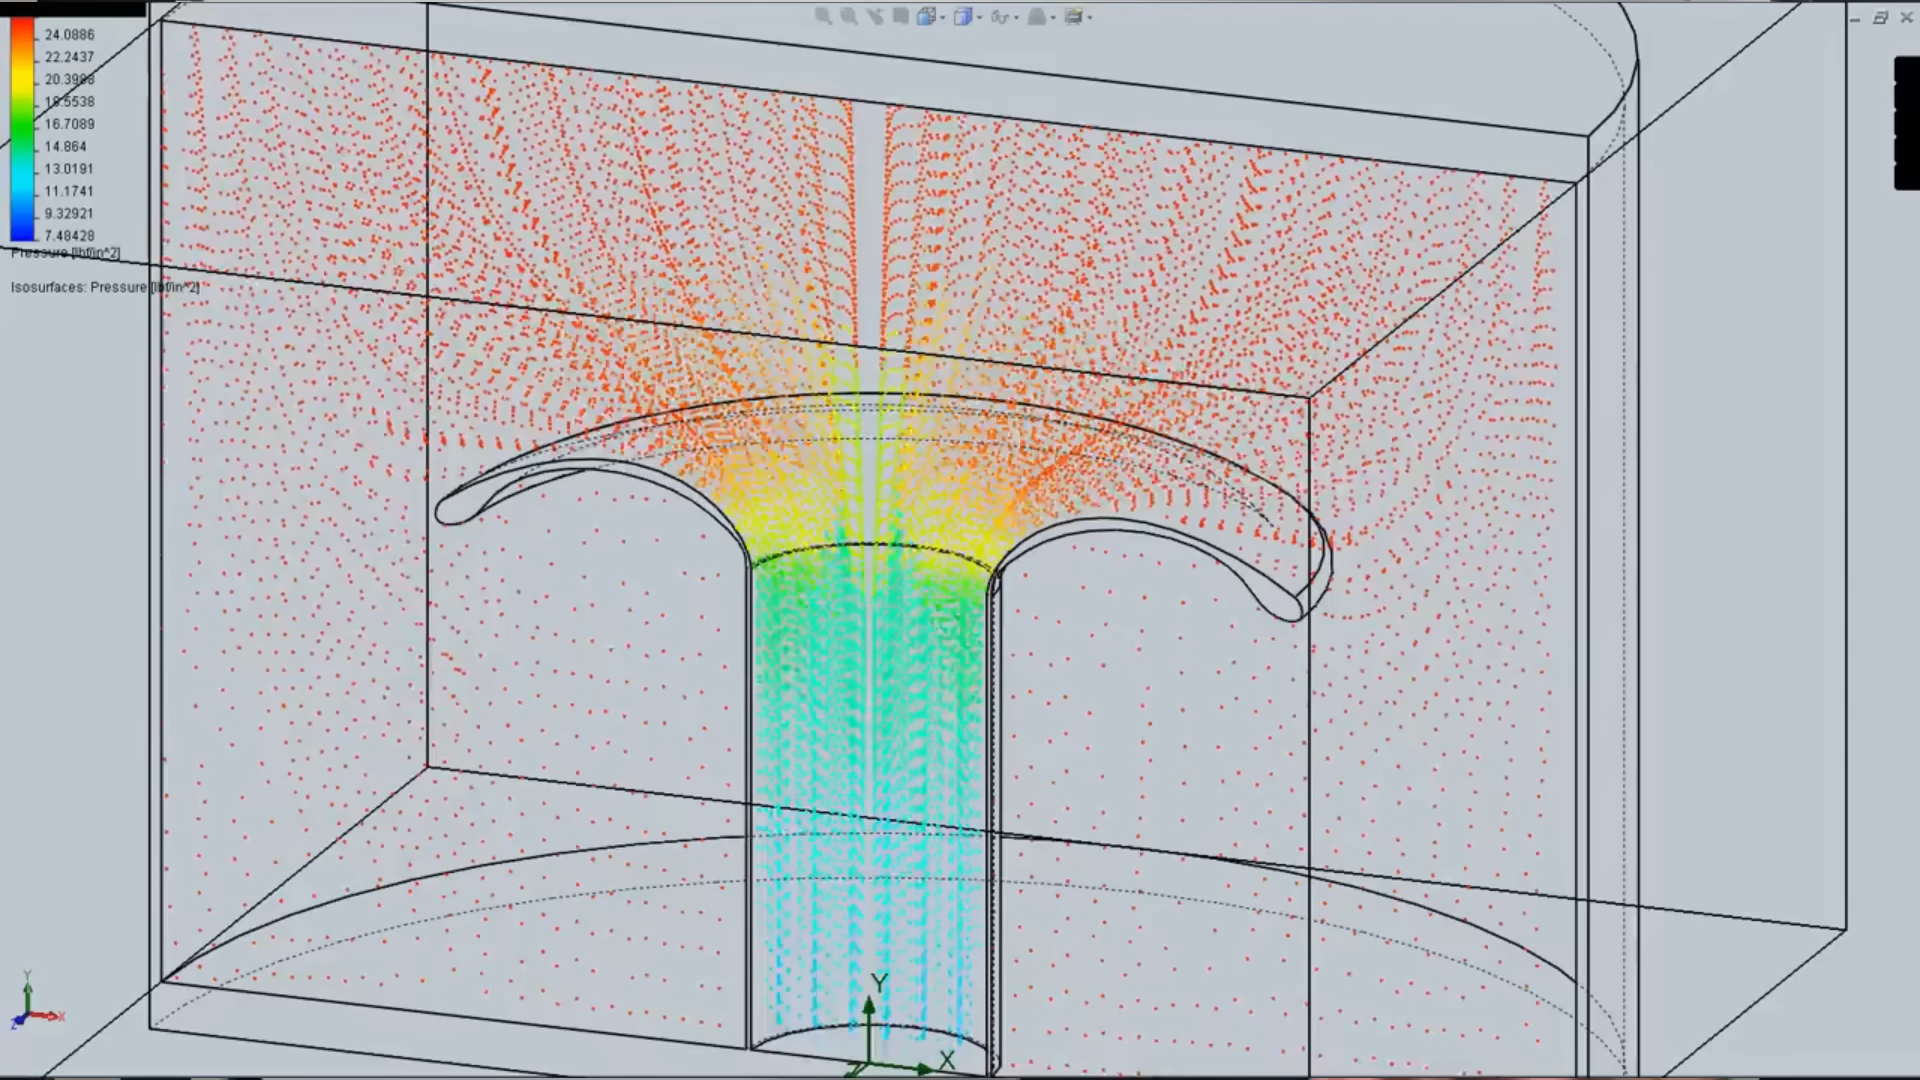 24.0886
22.2437
20.3988
18.5538
16.7089
14.864
13.0191
11.1741
9.32921
7.48428
Pressure [lbf/in^2]
Isosurfaces: Pressure [lbf/in^2]
Y
X
Z
Y
X